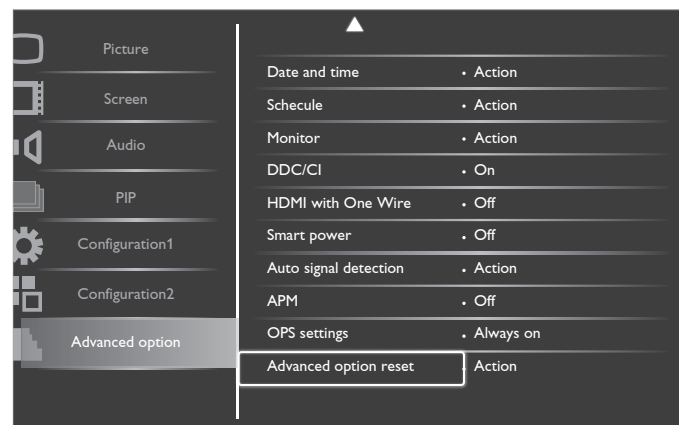 Picture
Screen
Audio
PIP
Configuration1
Configuration2
Advanced option
Date and time • Action
Schecule • Action
Monitor • Action
DDC/CI • On
HDMI with One Wire • Off
Smart power • Off
Auto signal detection • Action
APM • Off
OPS settings • Always on
Advanced option reset • Action